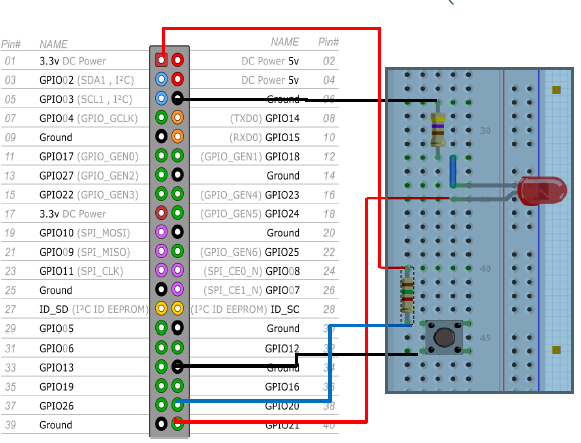 Pin# NAME NAME Pin#
01 3.3v DC Power DC Power 5v 02
03 GPIO02 (SDA1 , I²C) DC Power 5v 04
05 GPIO03 (SCL1 , I²C) Ground 06
07 GPIO04 (GPIO_GCLK) (TXD0) GPIO14 08
09 Ground (RXD0) GPIO15 10
11 GPIO17 (GPIO_GEN0) (GPIO_GEN1) GPIO18 12
13 GPIO27 (GPIO_GEN2) Ground 14
15 GPIO22 (GPIO_GEN3) (GPIO_GEN4) GPIO23 16
17 3.3v DC Power (GPIO_GEN5) GPIO24 18
19 GPIO10 (SPI_MOSI) Ground 20
21 GPIO09 (SPI_MISO) (GPIO_GEN6) GPIO25 22
23 GPIO11 (SPI_CLK) (SPI_CE0_N) GPIO08 24
25 Ground (SPI_CE1_N) GPIO07 26
27 ID_SD (I²C ID EEPROM) (I²C ID EEPROM) ID_SC 28
29 GPIO05 Ground 30
31 GPIO06 GPIO12 32
33 GPIO13 Ground 34
35 GPIO19 GPIO16 36
37 GPIO26 GPIO20 38
39 Ground GPIO21 40
30
40
45